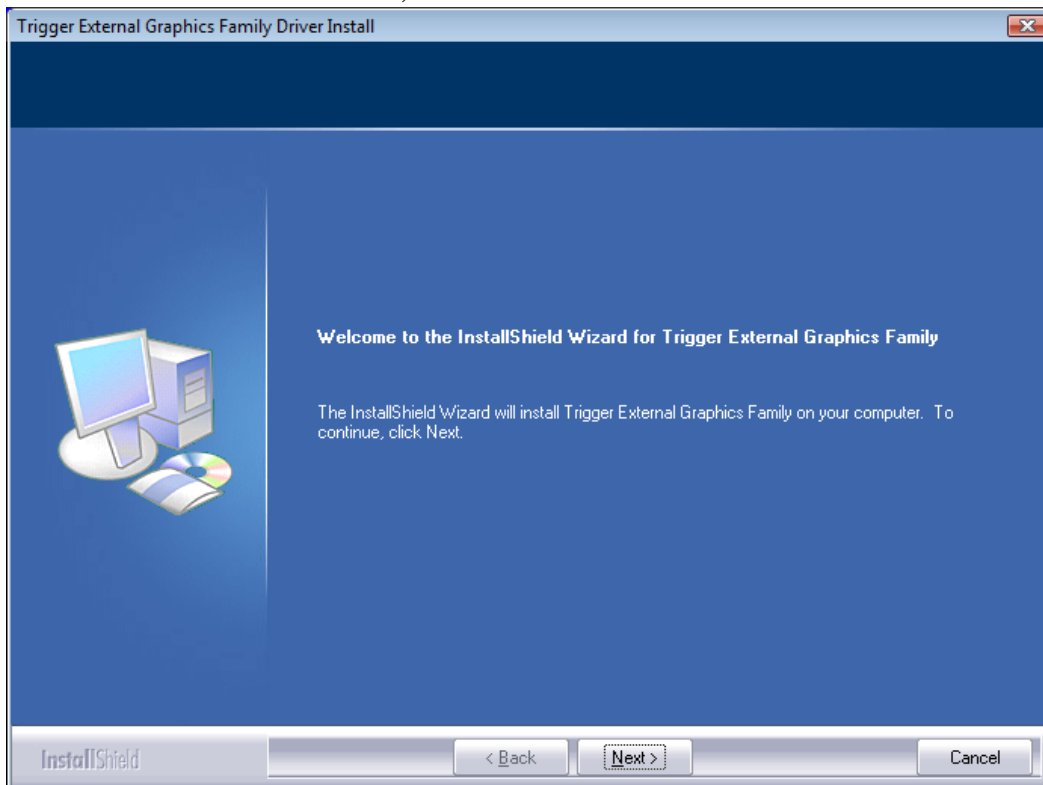 Trigger External Graphics Family Driver Install
Welcome to the InstallShield Wizard for Trigger External Graphics Family
The InstallShield Wizard will install Trigger External Graphics Family on your computer. To
continue, click Next.
InstallShield
< Back
Next >
Cancel